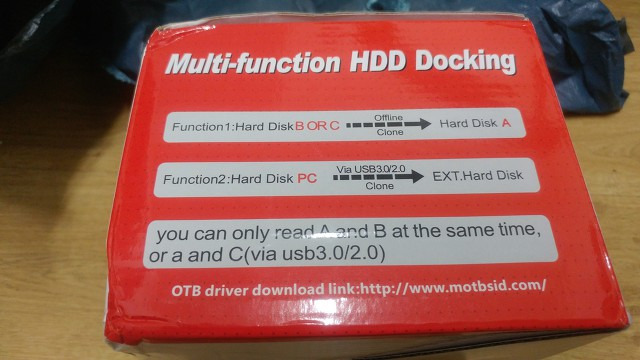 Multi-function HDD Docking
Function1:Hard Disk B OR C Offline Clone Hard Disk A
Function2:Hard Disk PC Via USB3.0/2.0 Clone EXT.Hard Disk
you can only read A and B at the same time,
or a and C(via usb3.0/2.0)
OTB driver download link:http://www.motbsid.com/